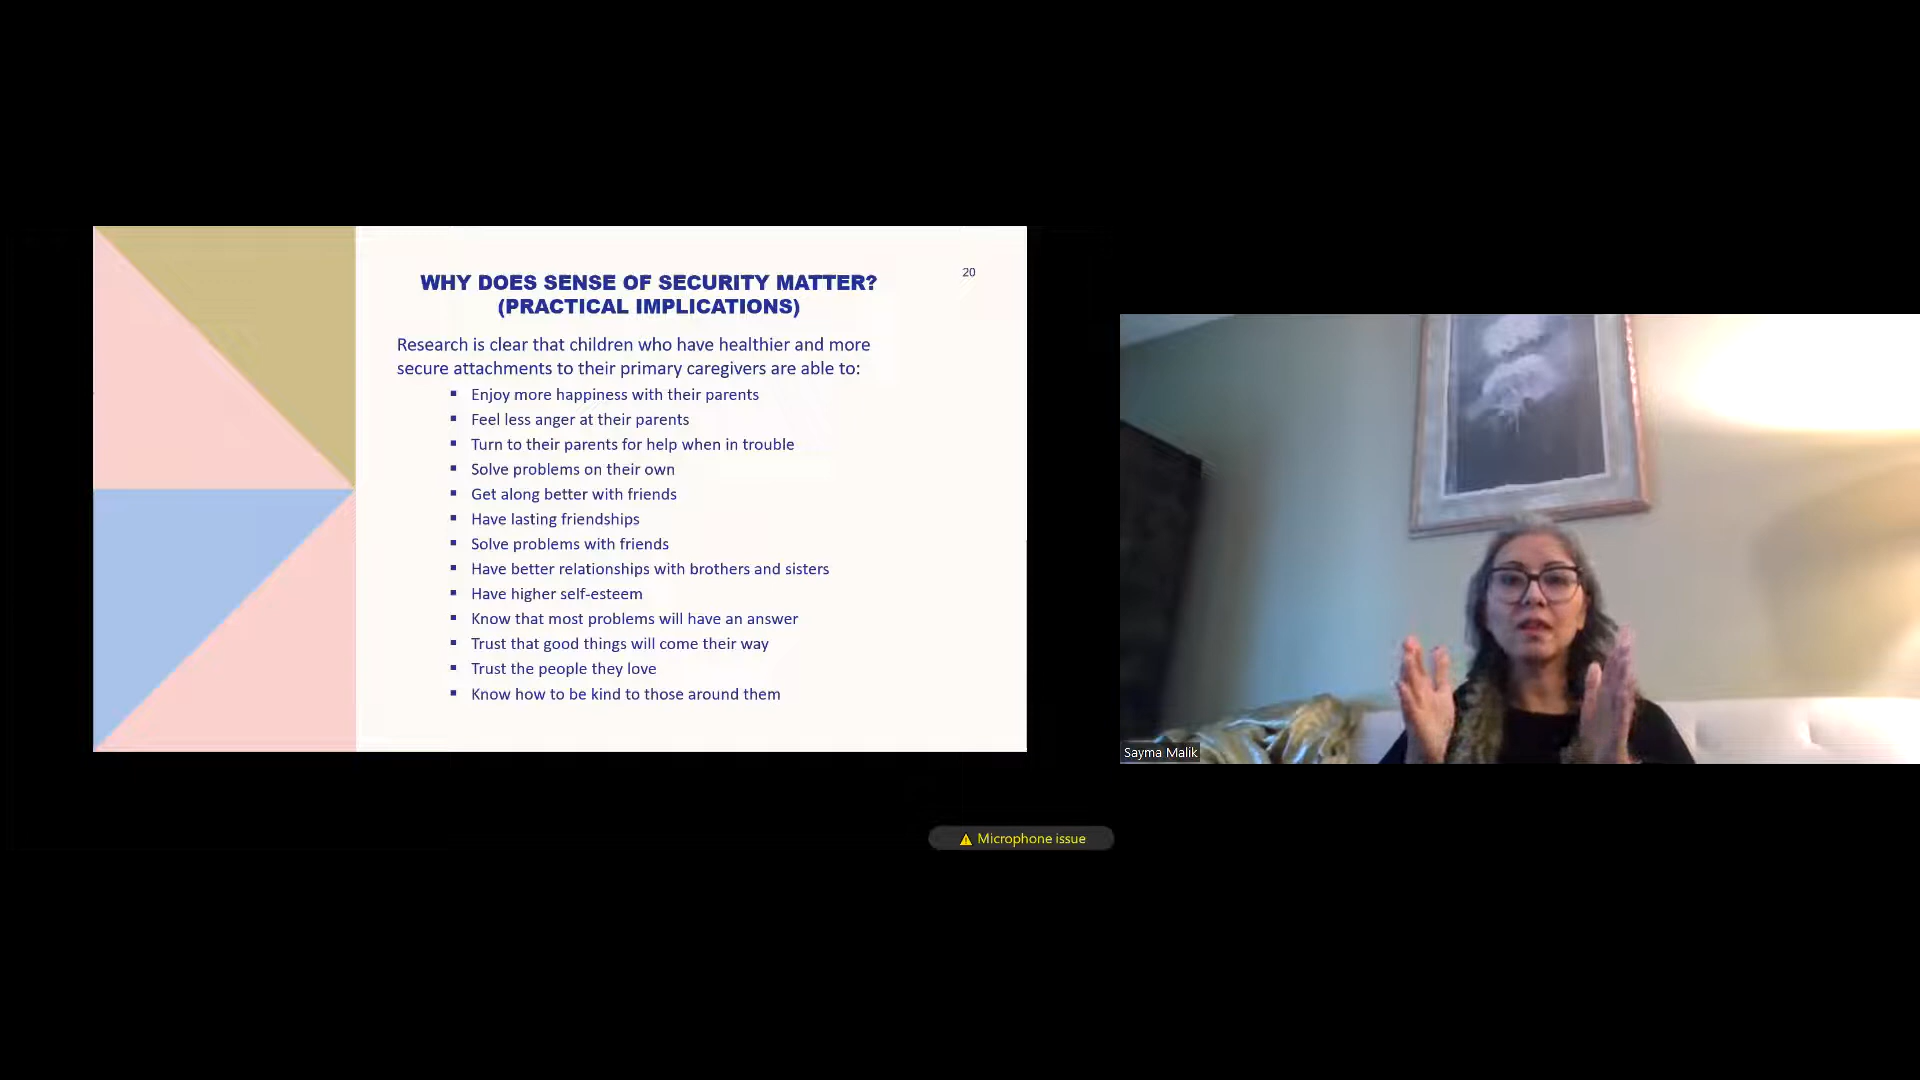 20
WHY DOES SENSE OF SECURITY MATTER?
(PRACTICAL IMPLICATIONS)
Research is clear that children who have healthier and more
secure attachments to their primary caregivers are able to:
▪ Enjoy more happiness with their parents
▪ Feel less anger at their parents
▪ Turn to their parents for help when in trouble
▪ Solve problems on their own
▪ Get along better with friends
▪ Have lasting friendships
▪ Solve problems with friends
▪ Have better relationships with brothers and sisters
▪ Have higher self-esteem
▪ Know that most problems will have an answer
▪ Trust that good things will come their way
▪ Trust the people they love
▪ Know how to be kind to those around them
Sayma Malik
Microphone issue